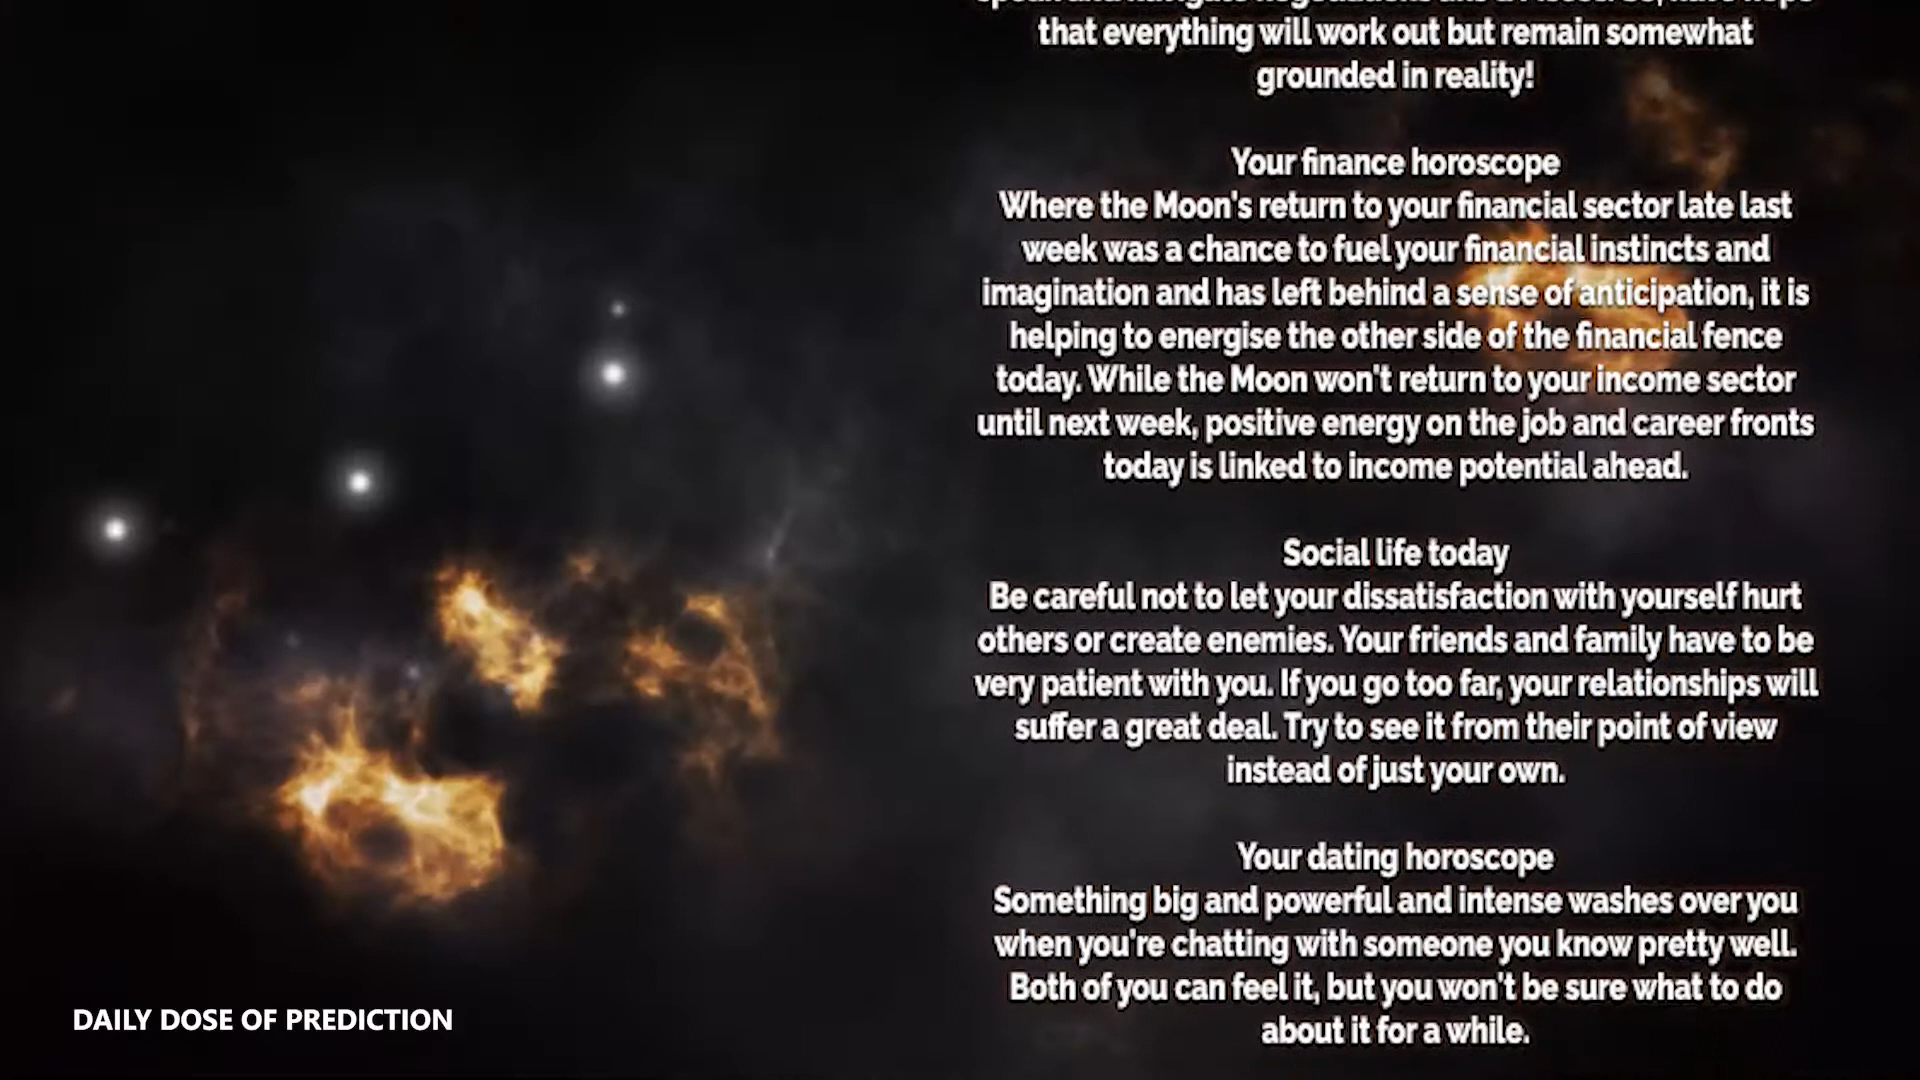 that everything will work out but remain somewhat
grounded in reality!
Your finance horoscope
Where the Moon's return to your financial sector late last
week was a chance to fuel your financial instincts and
imagination and has left behind a sense of anticipation, it is
helping to energise the other side of the financial fence
today. While the Moon won't return to your income sector
until next week, positive energy on the job and career fronts
today is linked to income potential ahead.
Social life today
Be careful not to let your dissatisfaction with yourself hurt
others or create enemies. Your friends and family have to be
very patient with you. If you go too far, your relationships will
suffer a great deal. Try to see it from their point of view
instead of just your own.
Your dating horoscope
Something big and powerful and intense washes over you
when you're chatting with someone you know pretty well.
Both of you can feel it, but you won't be sure what to do
about it for a while.
DAILY DOSE OF PREDICTION